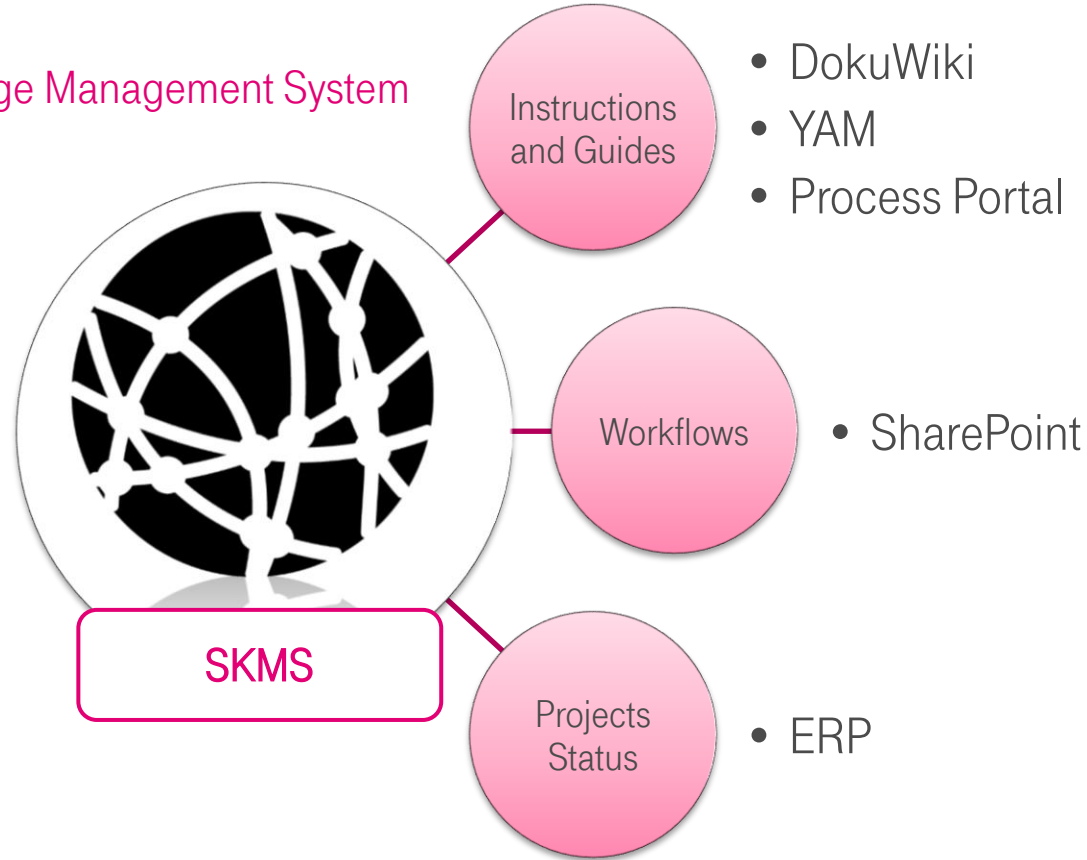 ge Management System
Instructions
and Guides
• DokuWiki
• YAM
• Process Portal
Workflows
• SharePoint
SKMS
Projects
Status
• ERP